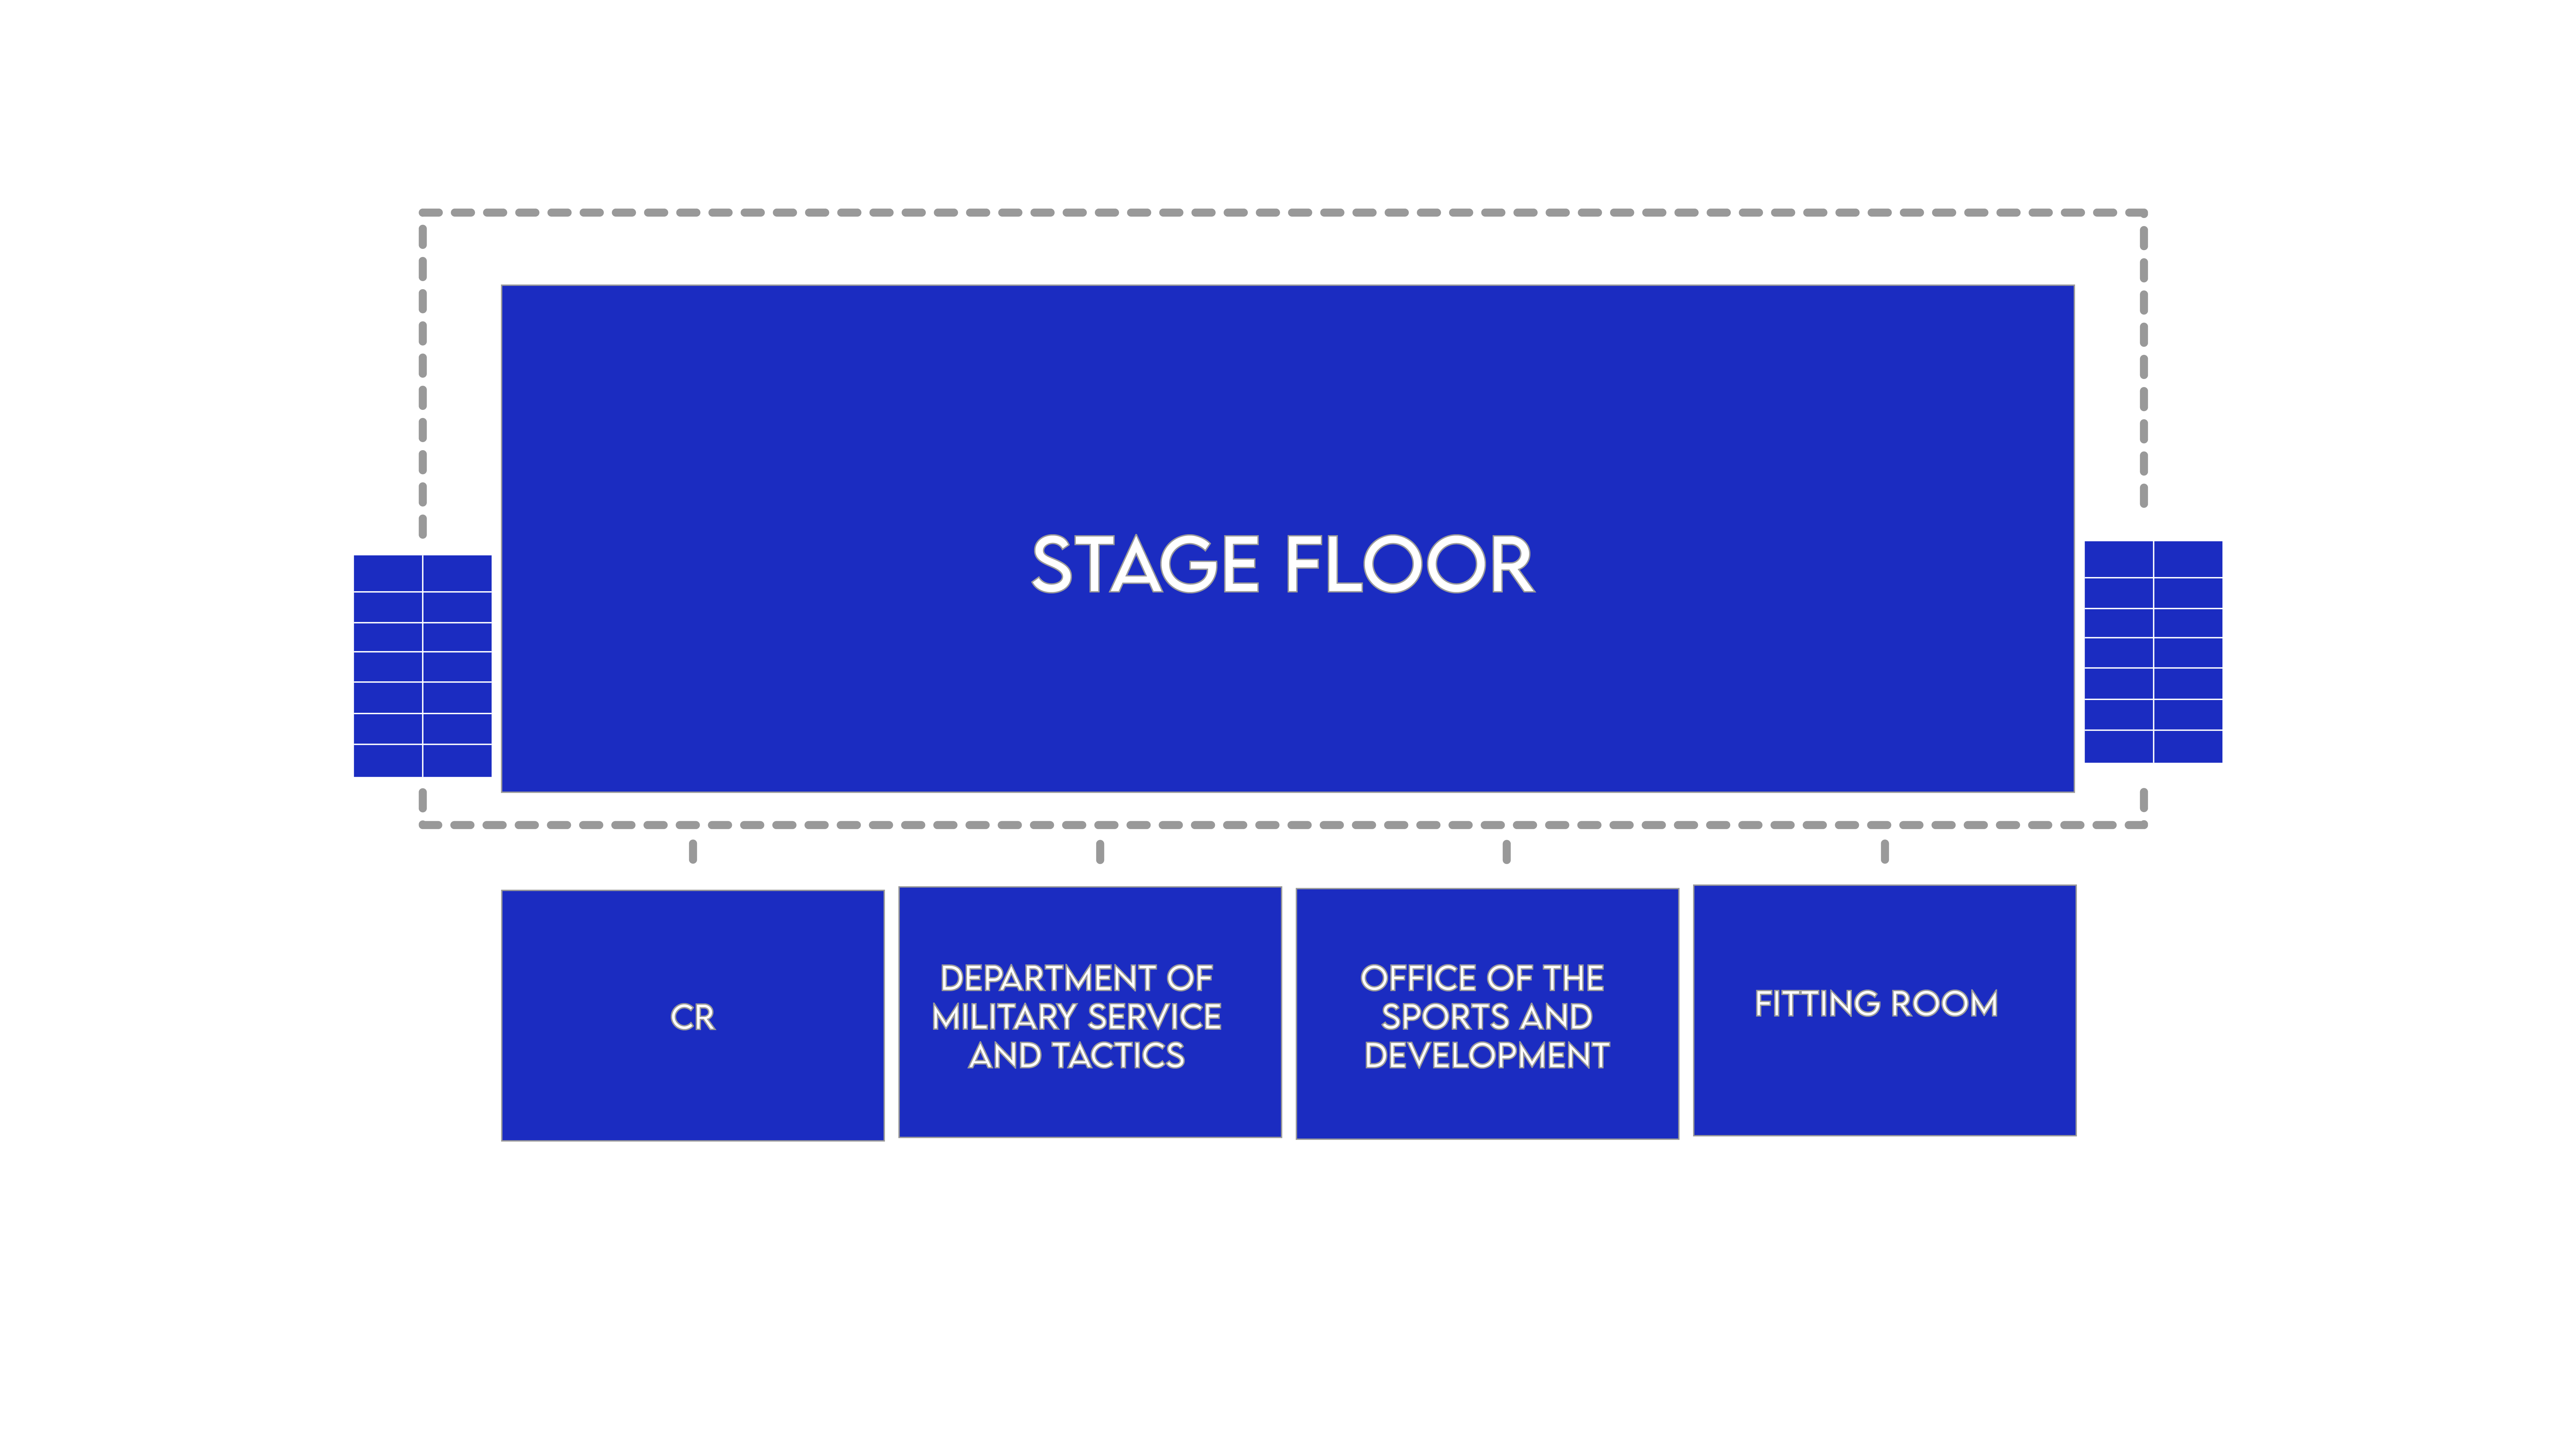 STAGE FLOOR
CR
DEPARTMENT OF
MILITARY SERVICE
AND TACTICS
OFFICE OF THE
SPORTS AND
DEVELOPMENT
FITTING ROOM